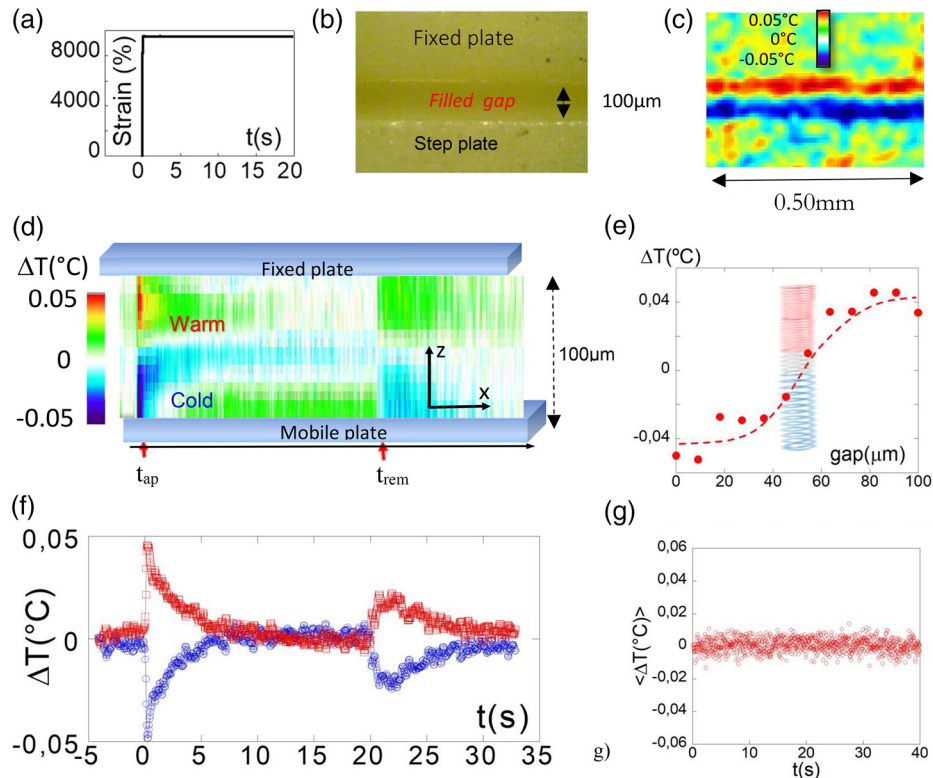 (a)
8000
4000
0
Strain (%)
t(s)
0 5 10 15 20
(b)
Fixed plate
Filled gap
Step plate
100µm
(c)
0.05°C
0°C
-0.05°C
0.50mm
(d)
ΔT(°C)
0.05
0
-0.05
Fixed plate
Warm
Cold
z
x
Mobile plate
100µm
tap
trem
(e)
ΔT(°C)
0.04
0
-0.04
gap(µm)
0 20 40 60 80 100
(f)
0,05
0
-0,05
ΔT(°C)
t(s)
-5 0 5 10 15 20 25 30 35
g)
(g)
0,06
0,04
0,02
0
-0,02
-0,04
-0,06
<ΔT(°C)>
0 10 20 30 40
t(s)